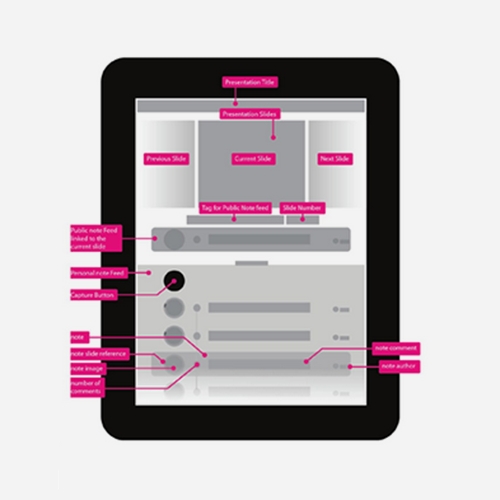 Presentation Title
Presentation Slides
Previous Slide
Current Slide
Next Slide
Tag for Public Note feed
Slide Number
Public note Feed
linked to the
current slide
Personal note Feed
Capture Button
note
note slide reference
note image
number of
comments
note comment
note author